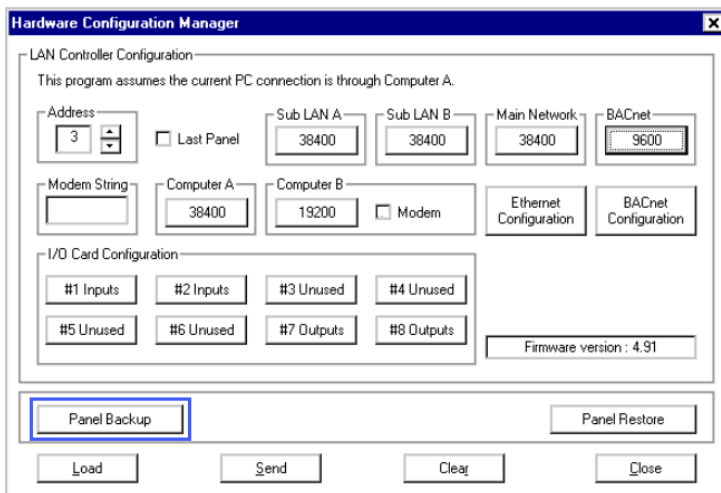 Hardware Configuration Manager
LAN Controller Configuration
This program assumes the current PC connection is through Computer A.
Address
3
Last Panel
Sub LAN A
38400
Sub LAN B
38400
Main Network
38400
BACnet
9600
Modem String
Computer A
38400
Computer B
19200
Modem
Ethernet
Configuration
BACnet
Configuration
I/O Card Configuration
#1 Inputs
#2 Inputs
#3 Unused
#4 Unused
#5 Unused
#6 Unused
#7 Outputs
#8 Outputs
Firmware version : 4.91
Panel Backup
Panel Restore
Load
Send
Clear
Close